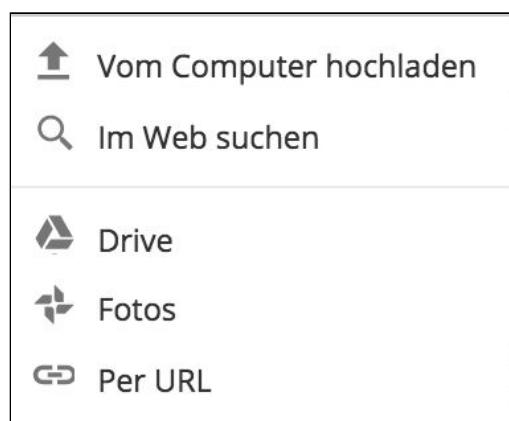 Vom Computer hochladen
Im Web suchen
Drive
Fotos
Per URL